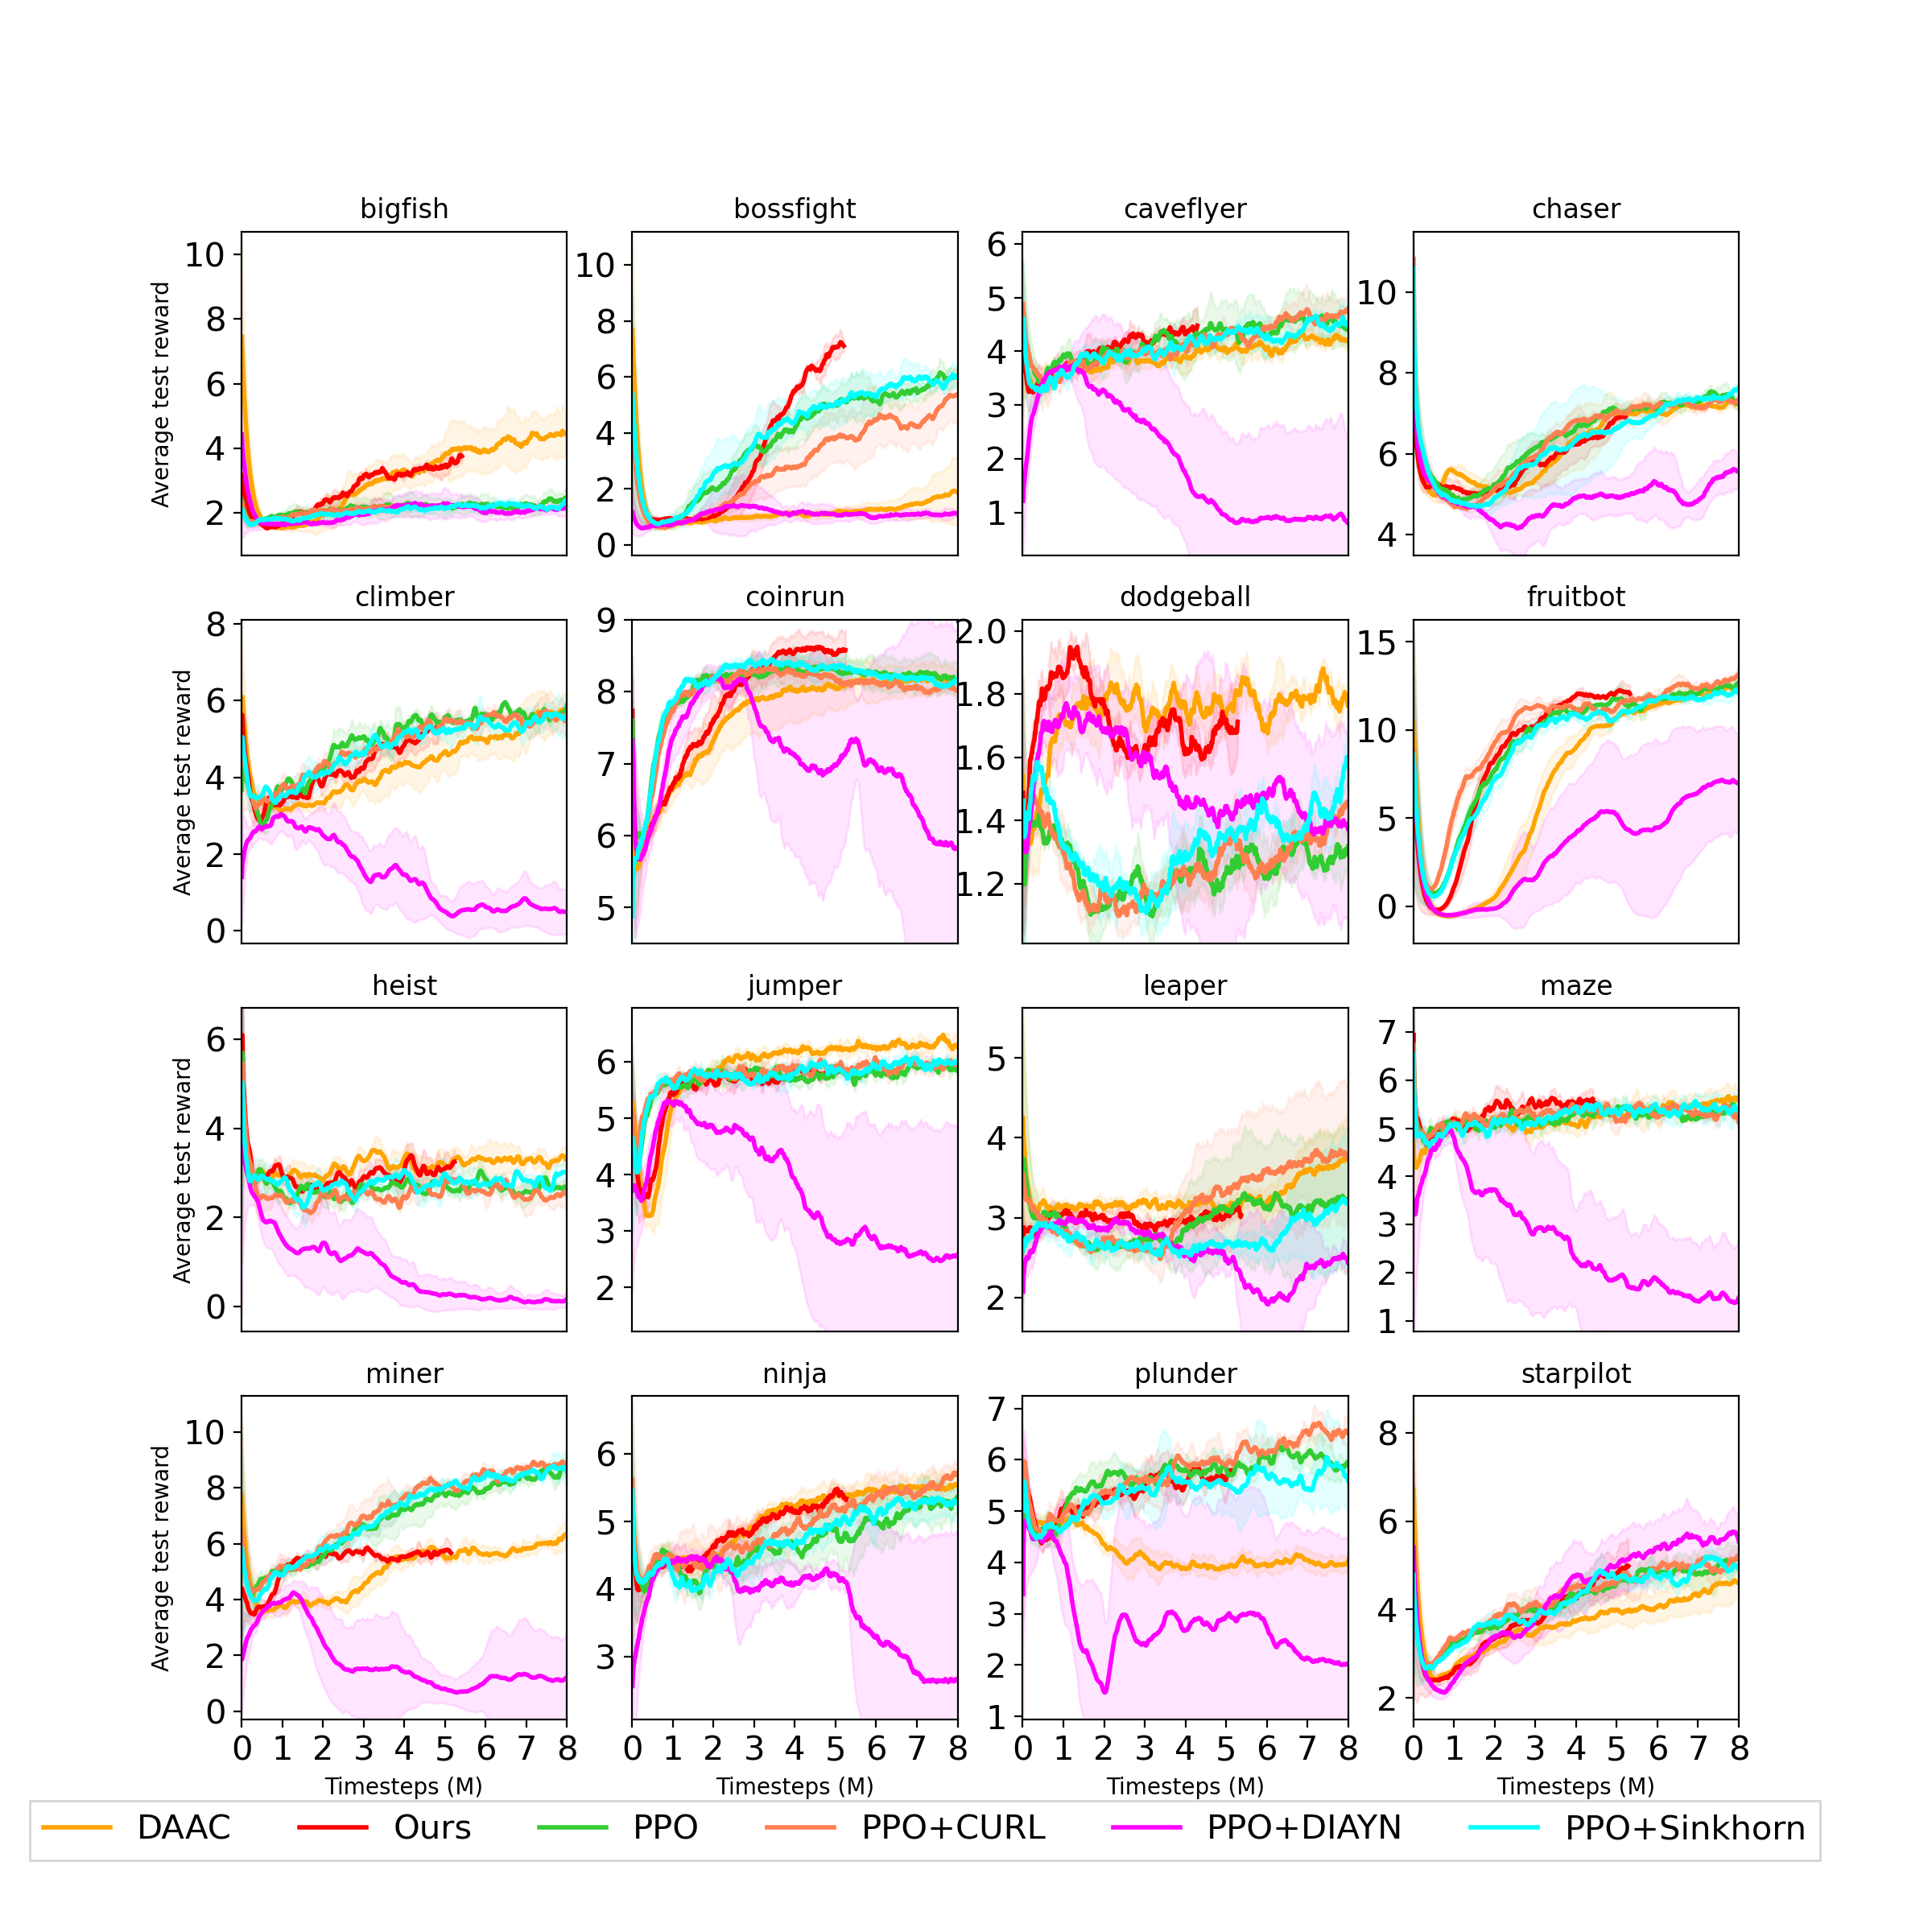 bigfish bossfight caveflyer chaser
Average test reward
10 8 6 4 2
10 8 6 4 2 0
6 5 4 3 2 1
10 8 6 4
climber coinrun dodgeball fruitbot
Average test reward
8 6 4 2 0
9 8 7 6 5
2.0 1.8 1.6 1.4 1.2
15 10 5 0
heist jumper leaper maze
Average test reward
6 4 2 0
6 5 4 3 2
5 4 3 2
7 6 5 4 3 2 1
miner ninja plunder starpilot
Average test reward
10 8 6 4 2 0
6 5 4 3
7 6 5 4 3 2 1
8 6 4 2
0 1 2 3 4 5 6 7 8 0 1 2 3 4 5 6 7 8 0 1 2 3 4 5 6 7 8 0 1 2 3 4 5 6 7 8
Timesteps (M) Timesteps (M) Timesteps (M) Timesteps (M)
DAAC Ours PPO PPO+CURL PPO+DIAYN PPO+Sinkhorn